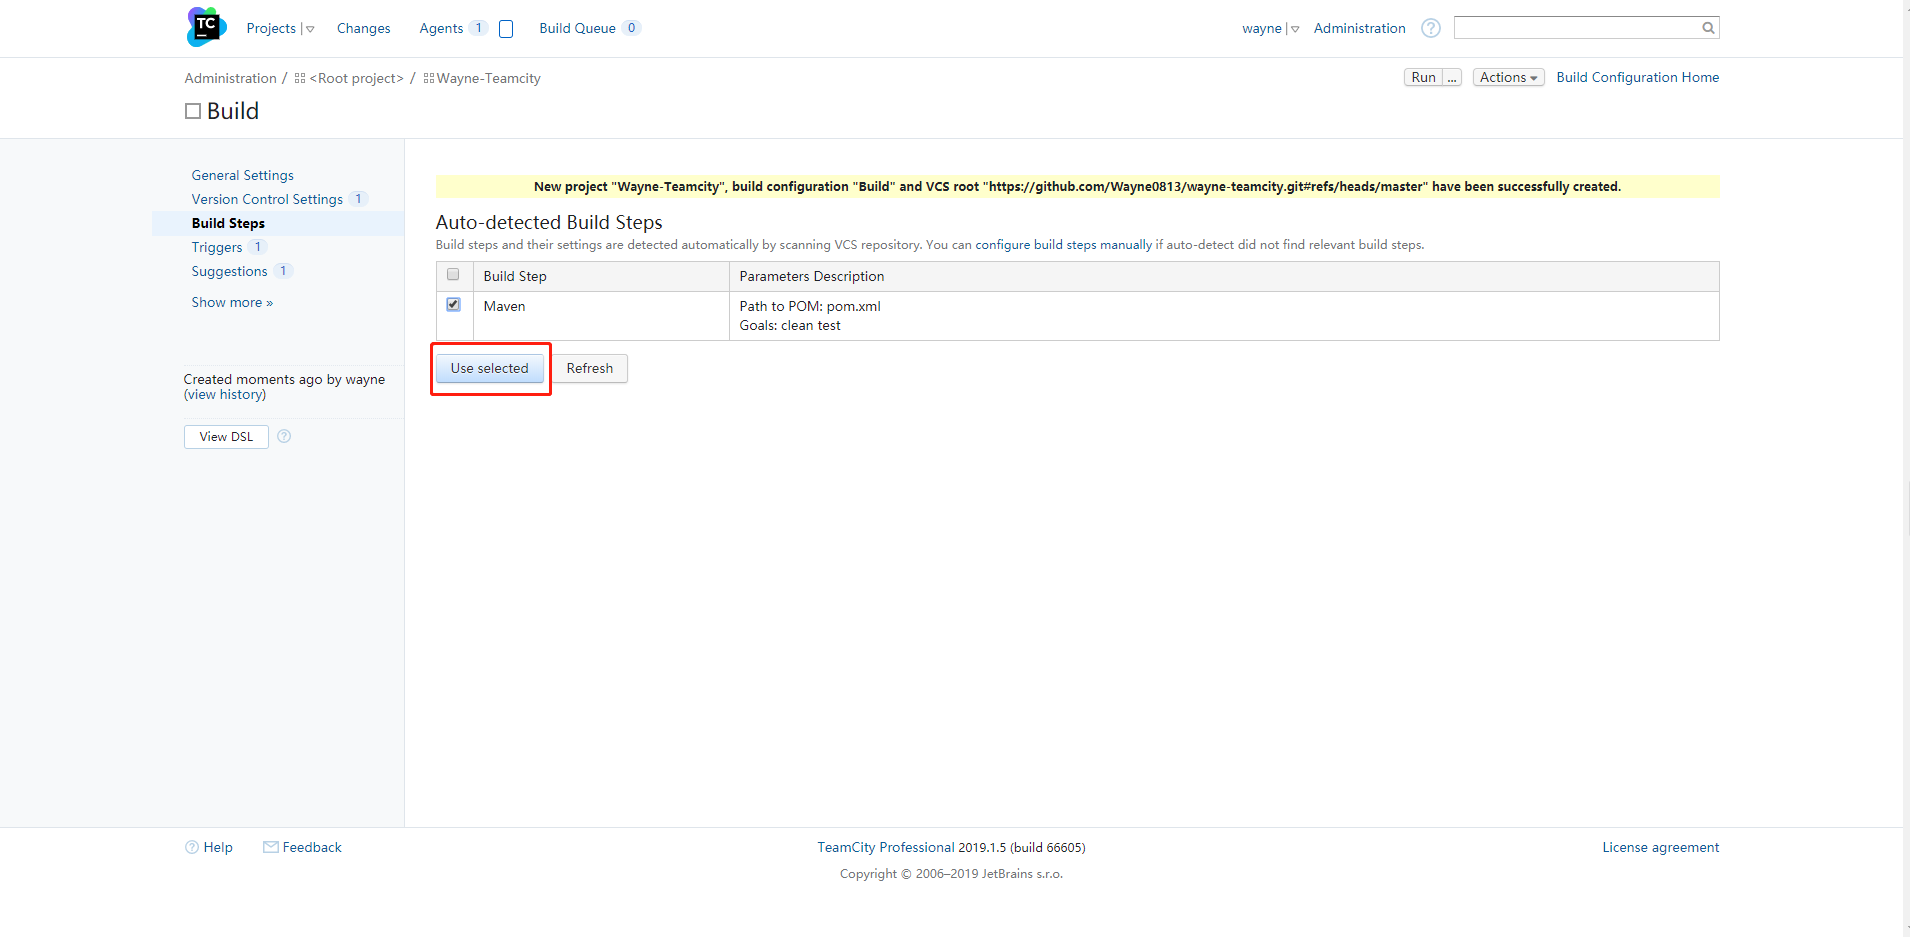 TC
Projects
Changes
Agents 1
Build Queue 0
wayne
Administration
?
Administration / <Root project> / Wayne-Teamcity
Run ...
Actions
Build Configuration Home
Build
General Settings
Version Control Settings 1
Build Steps
Triggers 1
Suggestions 1
Show more »
Created moments ago by wayne
(view history)
View DSL ?
New project "Wayne-Teamcity", build configuration "Build" and VCS root "https://github.com/Wayne0813/wayne-teamcity.git#refs/heads/master" have been successfully created.
Auto-detected Build Steps
Build steps and their settings are detected automatically by scanning VCS repository. You can configure build steps manually if auto-detect did not find relevant build steps.
Build Step
Parameters Description
Maven
Path to POM: pom.xml
Goals: clean test
Use selected
Refresh
? Help
Feedback
TeamCity Professional 2019.1.5 (build 66605)
License agreement
Copyright © 2006–2019 JetBrains s.r.o.